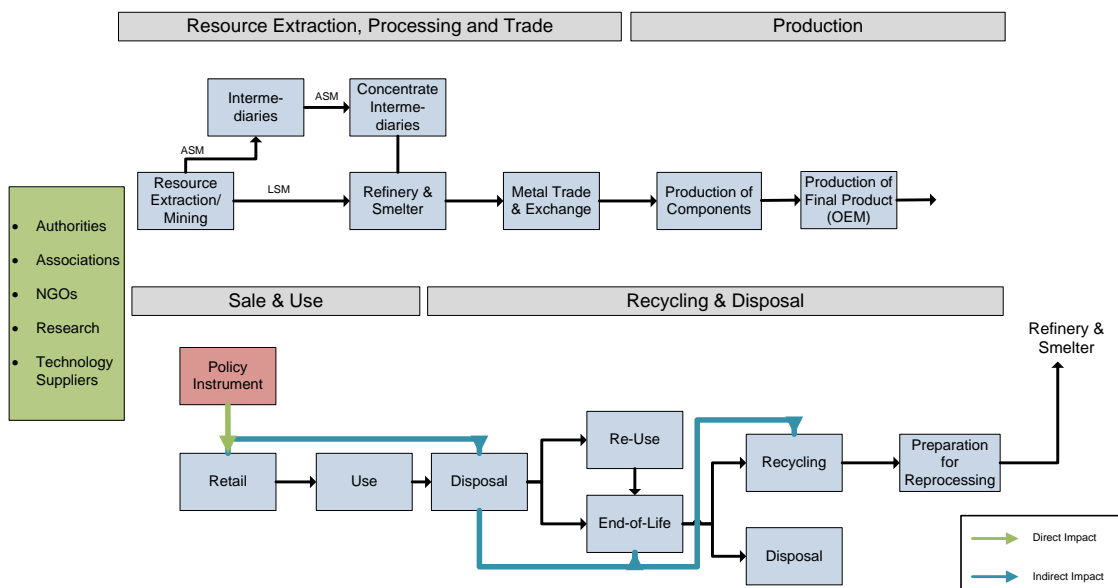 Resource Extraction, Processing and Trade
Production
Interme-
diaries
ASM
Concentrate
Interme-
diaries
ASM
Resource
Extraction/
Mining
LSM
Refinery &
Smelter
Metal Trade
& Exchange
Production of
Components
Production of
Final Product
(OEM)
• Authorities
• Associations
• NGOs
• Research
• Technology
Suppliers
Sale & Use
Recycling & Disposal
Refinery &
Smelter
Policy
Instrument
Retail
Use
Disposal
Re-Use
End-of-Life
Recycling
Disposal
Preparation
for
Reprocessing
Direct Impact
Indirect Impact